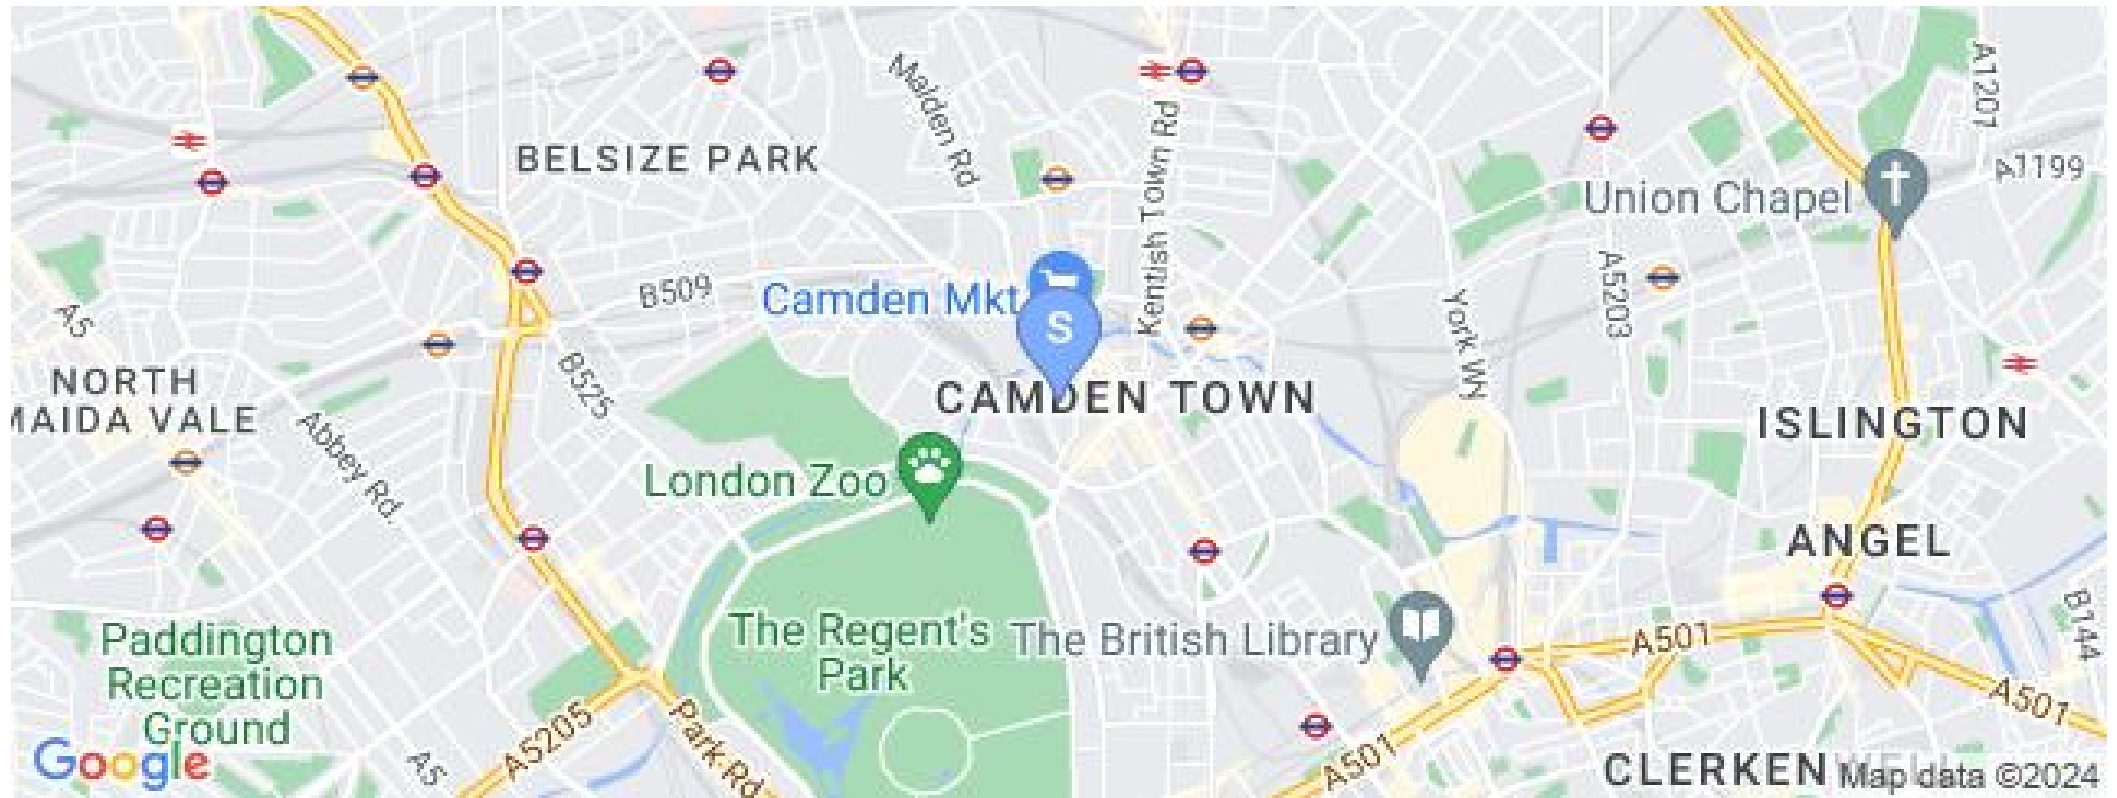 Malden Rd
A1201
BELSIZE PARK
Kentish Town Rd
A1199
Union Chapel
A5203
B509
Camden Mkt
S
York Wy
A5
B525
NORTH
MAIDA VALE
CAMDEN TOWN
ISLINGTON
Abbey Rd.
London Zoo
ANGEL
Paddington
Recreation
Ground
The Regent's
Park
The British Library
A501
B144
A5205
Park Rd
A501
A501
A5
Google
CLERKEN
Map data ©2024